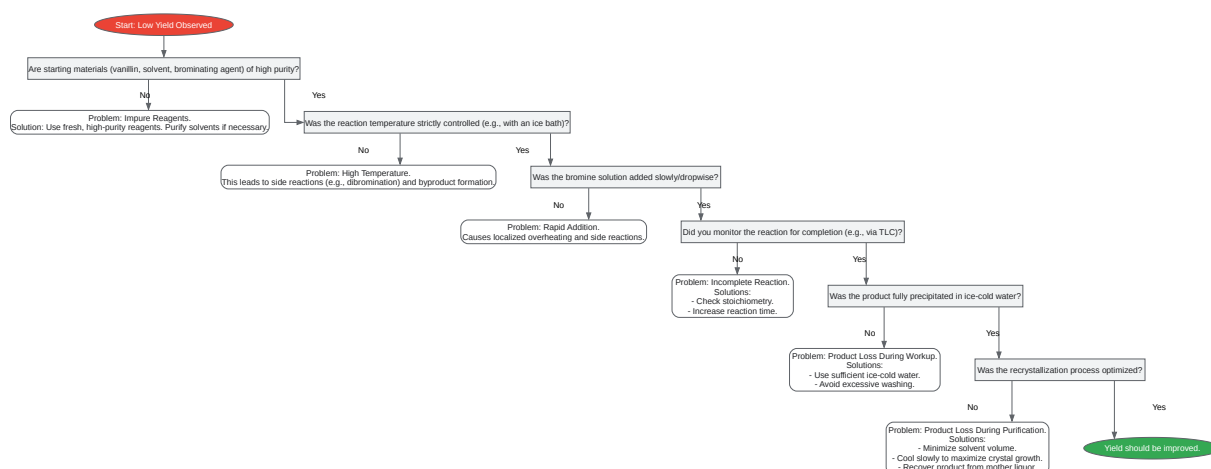 Start: Low Yield Observed
Are starting materials (vanillin, solvent, brominating agent) of high purity?
No
Yes
Problem: Impure Reagents.
Solution: Use fresh, high-purity reagents. Purify solvents if necessary.
Was the reaction temperature strictly controlled (e.g., with an ice bath)?
No
Yes
Problem: High Temperature.
This leads to side reactions (e.g., dibromination) and byproduct formation.
Was the bromine solution added slowly/dropwise?
No
Yes
Problem: Rapid Addition.
Causes localized overheating and side reactions.
Did you monitor the reaction for completion (e.g., via TLC)?
No
Yes
Problem: Incomplete Reaction.
Solutions:
- Check stoichiometry.
- Increase reaction time.
Was the product fully precipitated in ice-cold water?
No
Yes
Problem: Product Loss During Workup.
Solutions:
- Use sufficient ice-cold water.
- Avoid excessive washing.
Was the recrystallization process optimized?
No
Yes
Problem: Product Loss During Purification.
Solutions:
- Minimize solvent volume.
- Cool slowly to maximize crystal growth.
- Recover product from mother liquor
Yield should be improved.